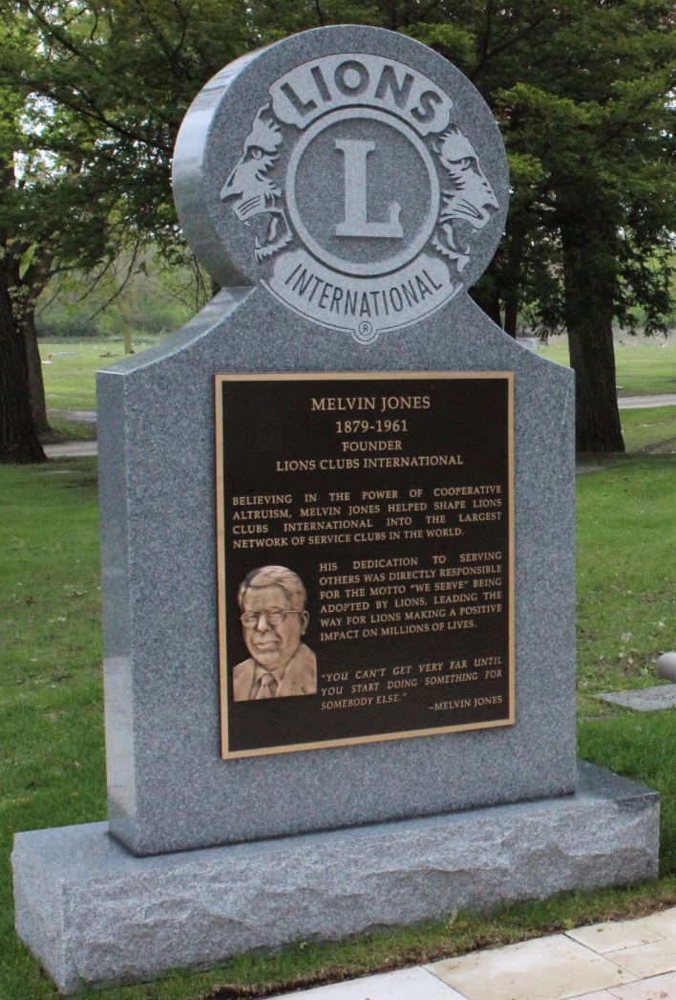 LIONS
L
INTERNATIONAL
®
MELVIN JONES
1879-1961
FOUNDER
LIONS CLUBS INTERNATIONAL
BELIEVING IN THE POWER OF COOPERATIVE
ALTRUISM, MELVIN JONES HELPED SHAPE LIONS
CLUBS INTERNATIONAL INTO THE LARGEST
NETWORK OF SERVICE CLUBS IN THE WORLD.
HIS DEDICATION TO SERVING
OTHERS WAS DIRECTLY RESPONSIBLE
FOR THE MOTTO "WE SERVE" BEING
ADOPTED BY LIONS, LEADING THE
WAY FOR LIONS MAKING A POSITIVE
IMPACT ON MILLIONS OF LIVES.
"YOU CAN'T GET VERY FAR UNTIL
YOU START DOING SOMETHING FOR
SOMEBODY ELSE."
–MELVIN JONES